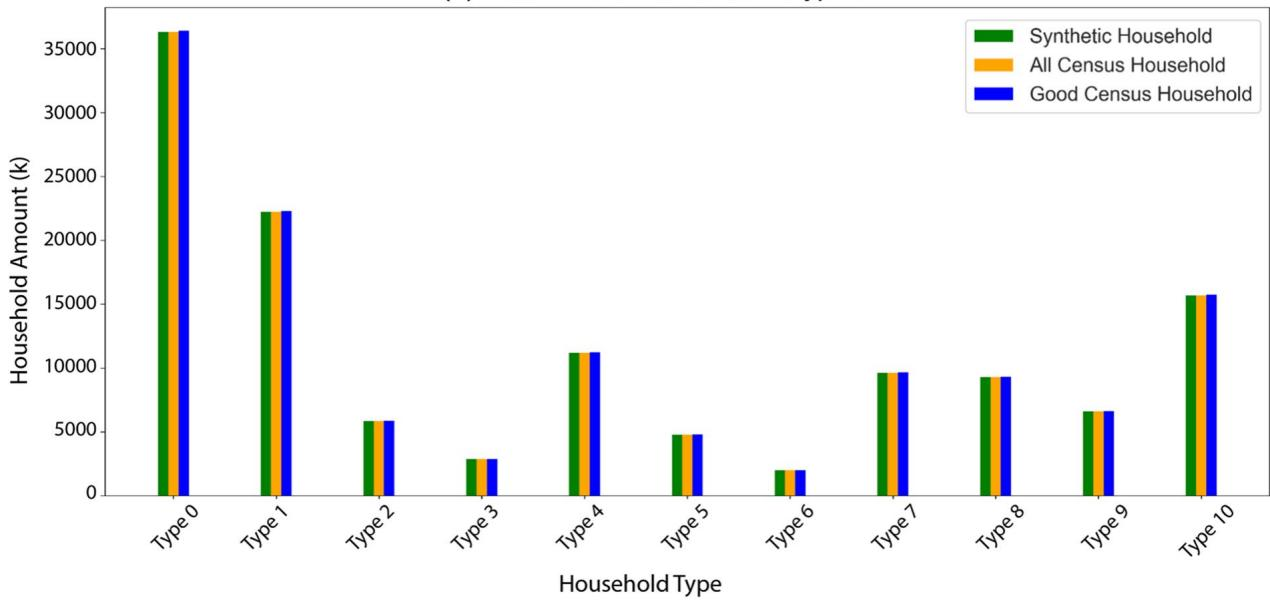 Synthetic Household
All Census Household
Good Census Household
Household Amount (k)
35000
30000
25000
20000
15000
10000
5000
0
Type 0
Type 1
Type 2
Type 3
Type 4
Type 5
Type 6
Type 7
Type 8
Type 9
Type 10
Household Type